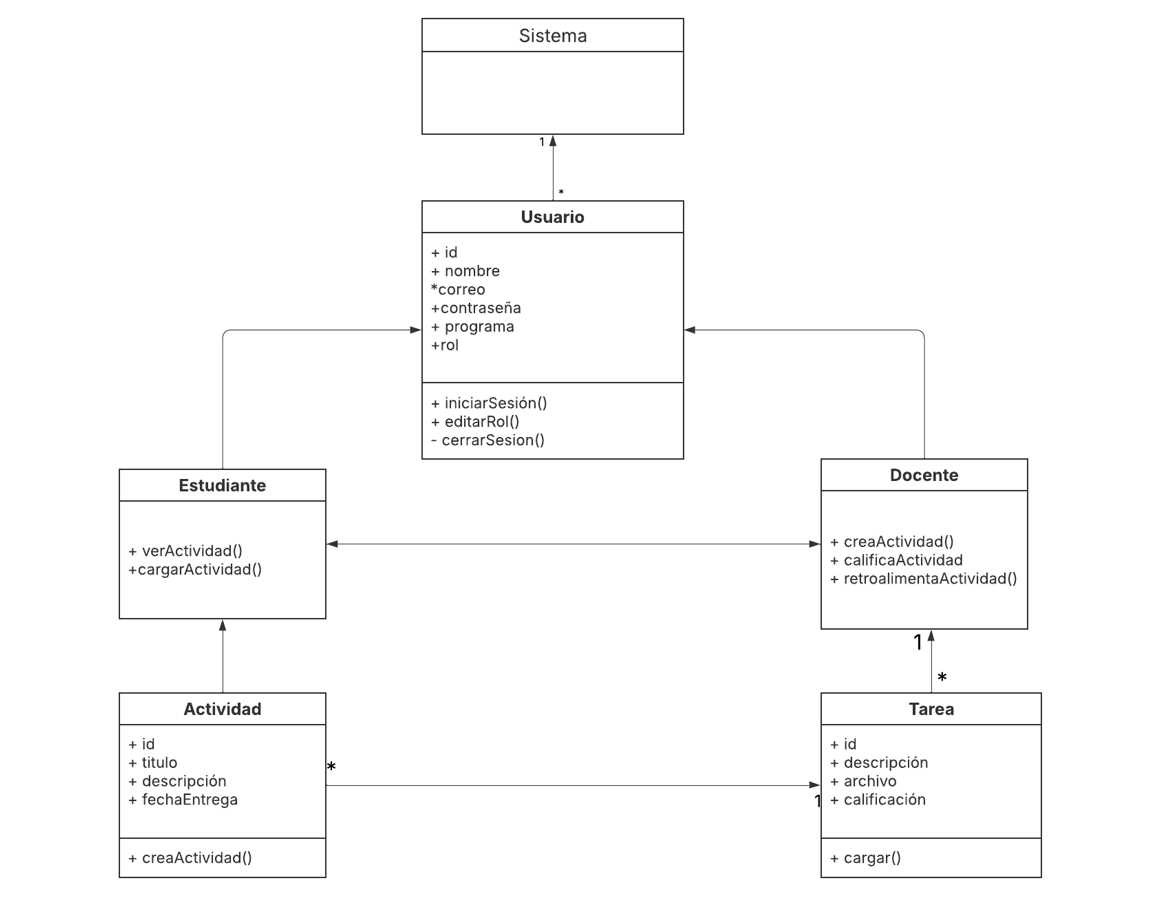 Sistema
1
*
Usuario
+ id
+ nombre
*correo
+contraseña
+ programa
+rol
+ iniciarSesión()
+ editarRol()
- cerrarSesion()
Estudiante
+ verActividad()
+cargarActividad()
Docente
+ creaActividad()
+ calificaActividad
+ retroalimentaActividad()
1
*
Actividad
+ id
+ titulo
+ descripción
+ fechaEntrega
+ creaActividad()
*
1
Tarea
+ id
+ descripción
+ archivo
+ calificación
+ cargar()